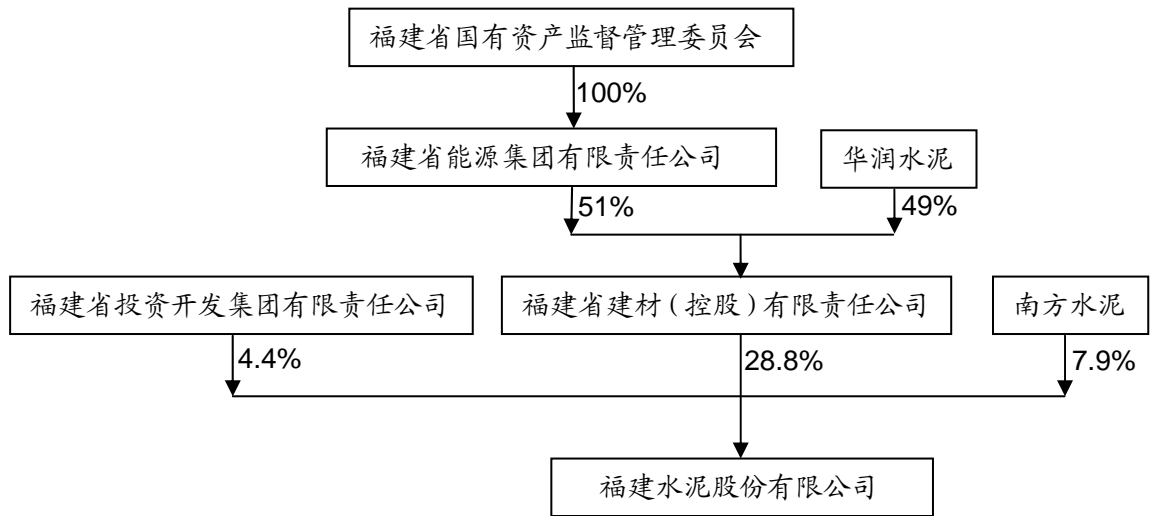 福建省国有资产监督管理委员会
100%
福建省能源集团有限责任公司
华润水泥
51%
49%
福建省投资开发集团有限责任公司
福建省建材(控股)有限责任公司
南方水泥
4.4%
28.8%
7.9%
福建水泥股份有限公司